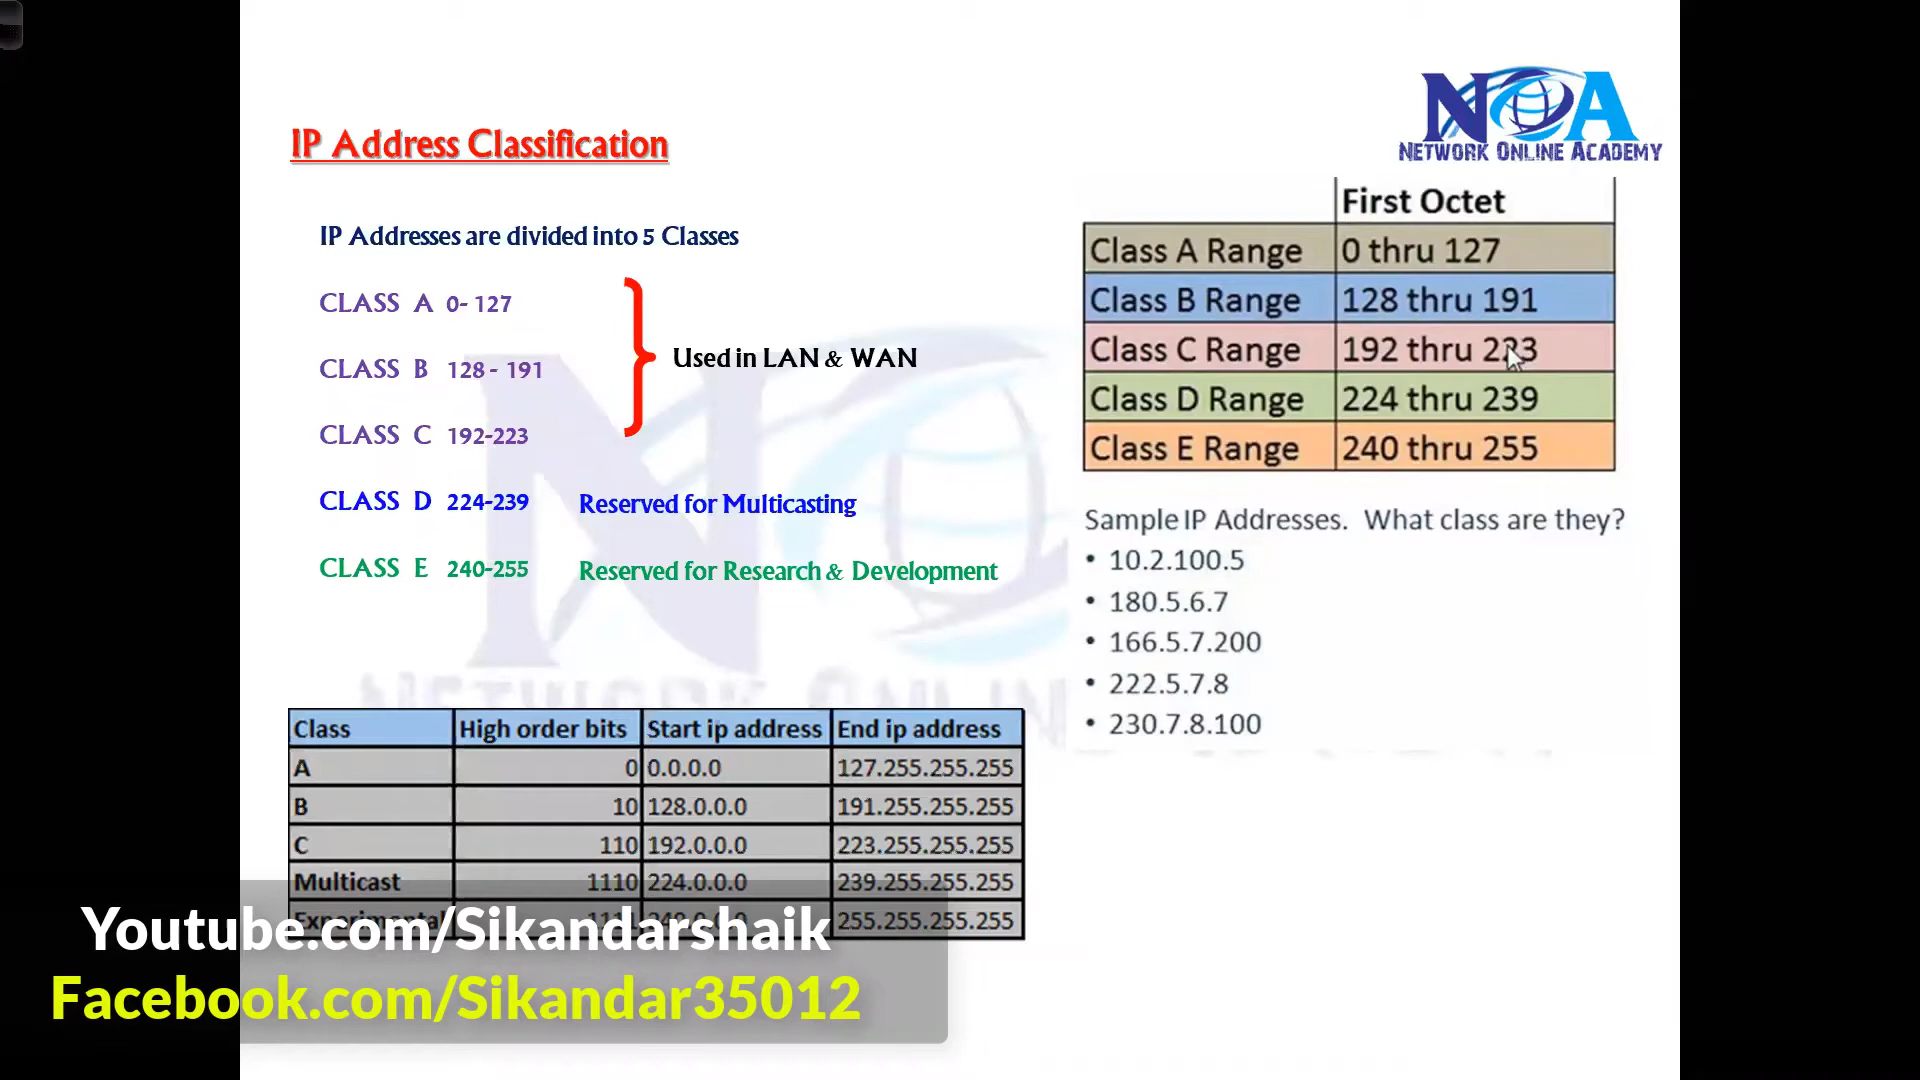 NOA
NETWORK ONLINE ACADEMY
IP Address Classification
IP Addresses are divided into 5 Classes
CLASS A 0- 127
CLASS B 128 - 191
CLASS C 192-223
Used in LAN & WAN
CLASS D 224-239 Reserved for Multicasting
CLASS E 240-255 Reserved for Research & Development
First Octet
Class A Range 0 thru 127
Class B Range 128 thru 191
Class C Range 192 thru 223
Class D Range 224 thru 239
Class E Range 240 thru 255
Sample IP Addresses. What class are they?
• 10.2.100.5
• 180.5.6.7
• 166.5.7.200
• 222.5.7.8
• 230.7.8.100
NETWORK ONLIN
Class High order bits Start ip address End ip address
A 0 0.0.0.0 127.255.255.255
B 10 128.0.0.0 191.255.255.255
C 110 192.0.0.0 223.255.255.255
Multicast 1110 224.0.0.0 239.255.255.255
Experimental 255.255.255.255
Youtube.com/Sikandarshaik
Facebook.com/Sikandar35012